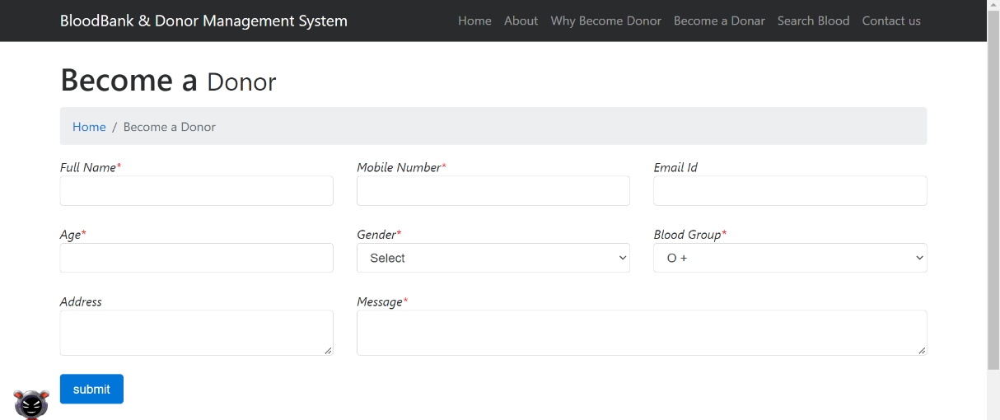 BloodBank & Donor Management System Home About Why Become Donor Become a Donar Search Blood Contact us
Become a Donor
Home / Become a Donor
Full Name* Mobile Number* Email Id
Age* Gender* Blood Group*
Select O +
Address Message*
submit